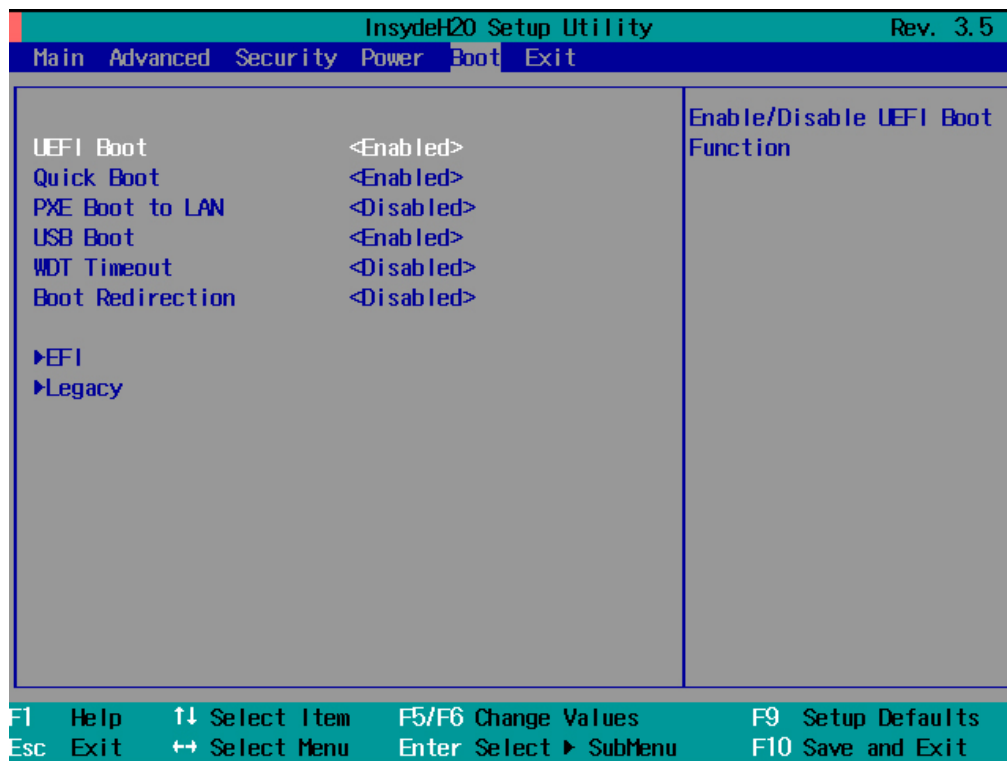 InsydeH2O Setup Utility Rev. 3.5
Main Advanced Security Power Boot Exit
Enable/Disable UEFI Boot
Function
UEFI Boot <Enabled>
Quick Boot <Enabled>
PXE Boot to LAN <Disabled>
USB Boot <Enabled>
WDT Timeout <Disabled>
Boot Redirection <Disabled>
▶EFI
▶Legacy
F1 Help ↑↓ Select Item F5/F6 Change Values F9 Setup Defaults
Esc Exit ↔ Select Menu Enter Select ▶ SubMenu F10 Save and Exit